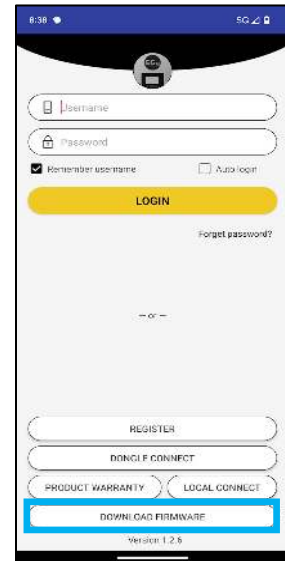 8:38 5G
Username
Password
Remember username Auto login
LOGIN
Forget password?
— or —
REGISTER
DONGLE CONNECT
PRODUCT WARRANTY LOCAL CONNECT
DOWNLOAD FIRMWARE
Version 1.2.6